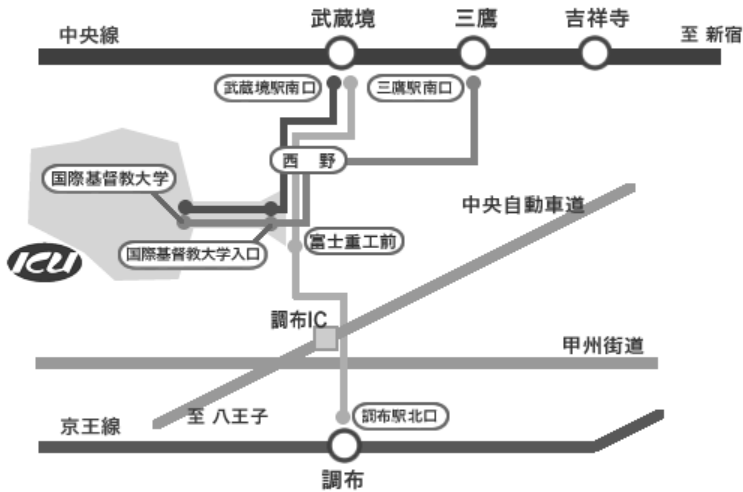 武蔵境
三鷹
吉祥寺
中央線
至 新宿
武蔵境駅南口
三鷹駅南口
西 野
国際基督教大学
中央自動車道
国際基督教大学入口
富士重工前
ICU
調布IC
甲州街道
至 八王子
調布駅北口
京王線
調布